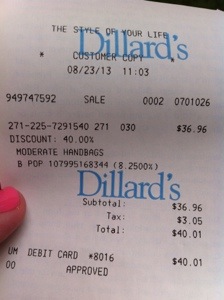 THE STYLE OF YOUR LIFE
Dillard's
* CUSTOMER COPY *
08/23/13 11:03
949747592 SALE 0002 0701026
271-225-7291540 271 030 $36.96
DISCOUNT: 40.00%
MODERATE HANDBAGS
B POP 107995168344 (8.2500%)
Dillard's
Subtotal: $36.96
Tax: $3.05
Total: $40.01
UM DEBIT CARD *8016 $40.01
00 APPROVED